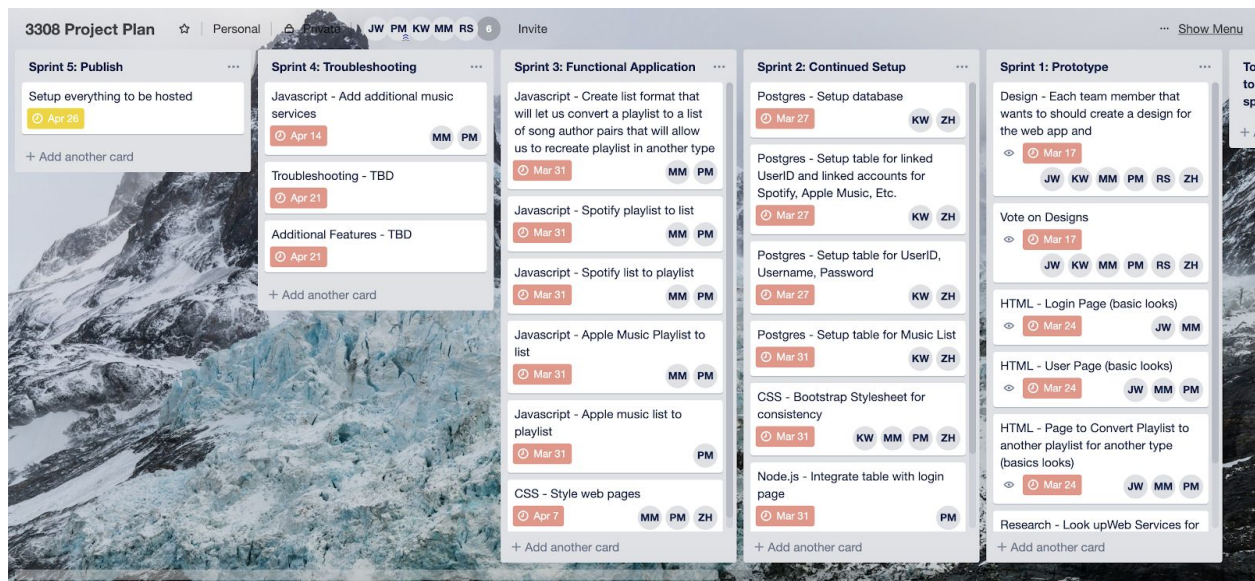 3308 Project Plan
Personal
Private
JW PM KW MM RS 6
Invite
... Show Menu
Sprint 5: Publish ...
Setup everything to be hosted
Apr 26
+ Add another card
Sprint 4: Troubleshooting ...
Javascript - Add additional music
services
Apr 14
MM PM
Troubleshooting - TBD
Apr 21
Additional Features - TBD
Apr 21
+ Add another card
Sprint 3: Functional Application ...
Javascript - Create list format that
will let us convert a playlist to a list
of song author pairs that will allow
us to recreate playlist in another type
Mar 31
MM PM
Javascript - Spotify playlist to list
Mar 31
MM PM
Javascript - Spotify list to playlist
Mar 31
MM PM
Javascript - Apple Music Playlist to
list
Mar 31
MM PM
Javascript - Apple music list to
playlist
Mar 31
PM
CSS - Style web pages
Apr 7
MM PM ZH
+ Add another card
Sprint 2: Continued Setup ...
Postgres - Setup database
Mar 27
KW ZH
Postgres - Setup table for linked
UserID and linked accounts for
Spotify, Apple Music, Etc.
Mar 27
KW ZH
Postgres - Setup table for UserID,
Username, Password
Mar 27
KW ZH
Postgres - Setup table for Music List
Mar 31
KW ZH
CSS - Bootstrap Stylesheet for
consistency
Mar 31
KW MM PM ZH
Node.js - Integrate table with login
page
Mar 31
PM
+ Add another card
Sprint 1: Prototype ...
Design - Each team member that
wants to should create a design for
the web app and
Mar 17
JW KW MM PM RS ZH
Vote on Designs
Mar 17
JW KW MM PM RS ZH
HTML - Login Page (basic looks)
Mar 24
JW MM
HTML - User Page (basic looks)
Mar 24
JW MM PM
HTML - Page to Convert Playlist to
another playlist for another type
(basics looks)
Mar 24
JW MM PM
Research - Look upWeb Services for
+ Add another card
To
to
sp
+